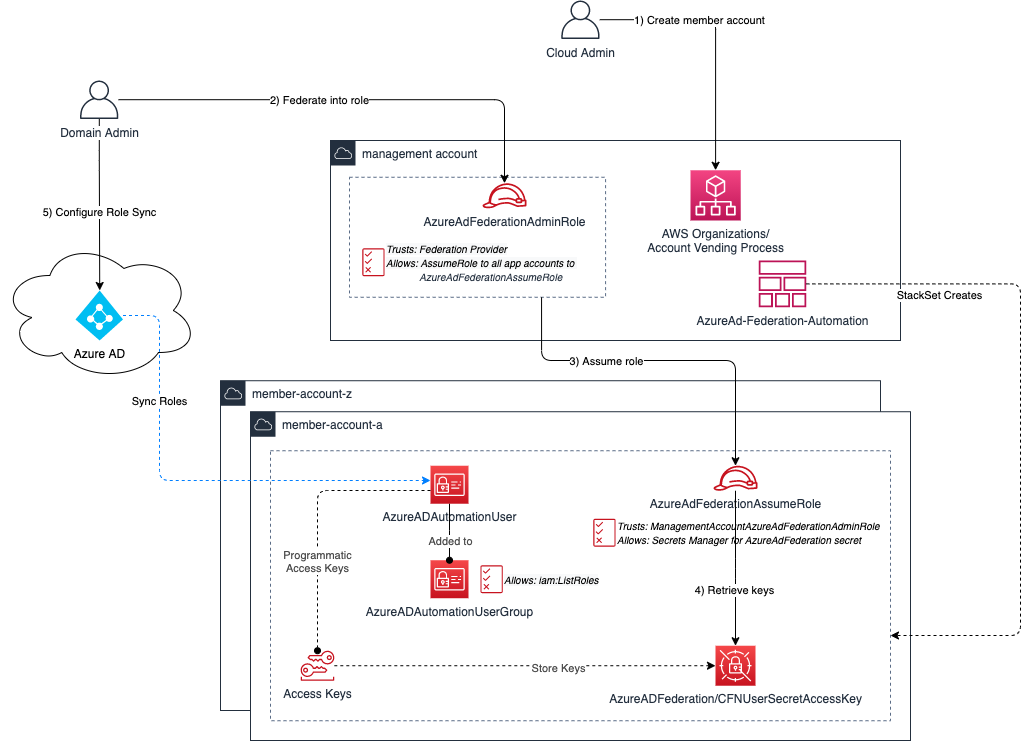 1) Create member account
Cloud Admin
2) Federate into role
Domain Admin
management account
5) Configure Role Sync
AzureAdFederationAdminRole
Trusts: Federation Provider
Allows: AssumeRole to all app accounts to
AzureAdFederationAssumeRole
AWS Organizations/
Account Vending Process
StackSet Creates
AzureAd-Federation-Automation
Azure AD
3) Assume role
Sync Roles
member-account-z
member-account-a
AzureADAutomationUser
AzureAdFederationAssumeRole
Trusts: ManagementAccountAzureAdFederationAdminRole
Allows: Secrets Manager for AzureAdFederation secret
Added to
Programmatic
Access Keys
Allows: iam:ListRoles
4) Retrieve keys
AzureADAutomationUserGroup
Store Keys
Access Keys
AzureADFederation/CFNUserSecretAccessKey